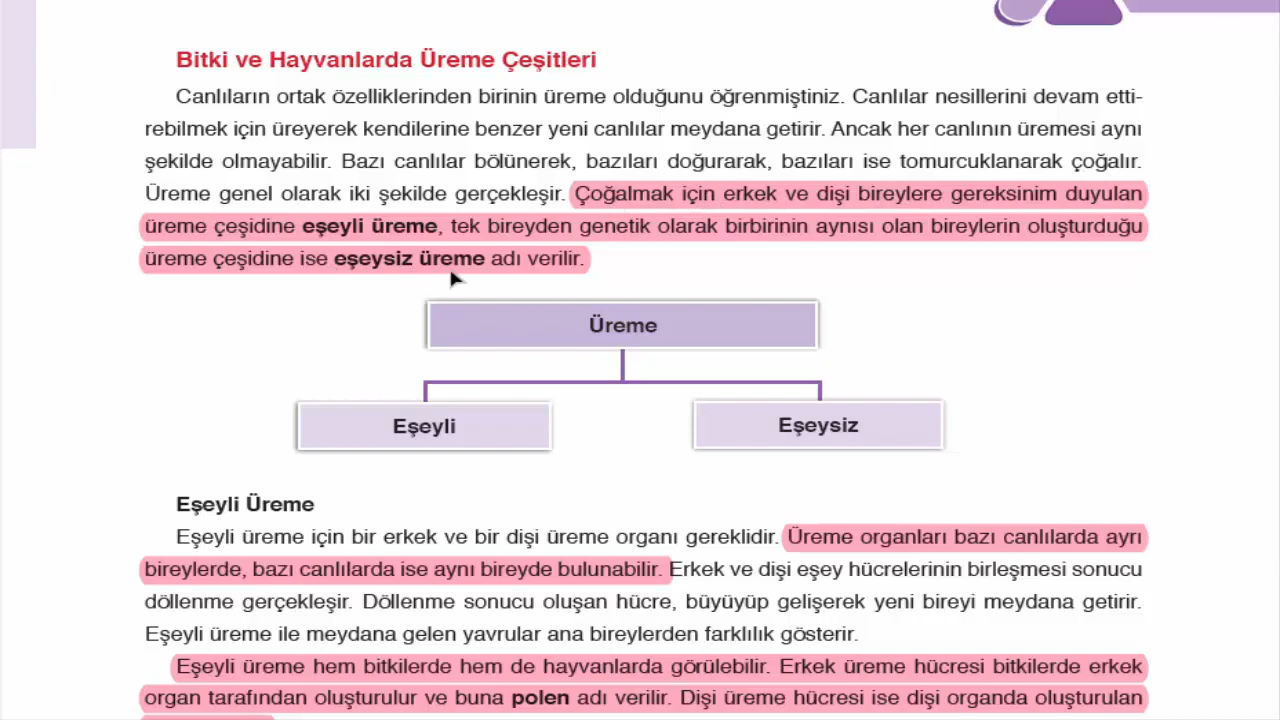 Bitki ve Hayvanlarda Üreme Çeşitleri
Canlıların ortak özelliklerinden birinin üreme olduğunu öğrenmiştiniz. Canlılar nesillerini devam etti-
rebilmek için üreyerek kendilerine benzer yeni canlılar meydana getirir. Ancak her canlının üremesi aynı
şekilde olmayabilir. Bazı canlılar bölünerek, bazıları doğurarak, bazıları ise tomurcuklanarak çoğalır.
Üreme genel olarak iki şekilde gerçekleşir. Çoğalmak için erkek ve dişi bireylere gereksinim duyulan
üreme çeşidine eşeyli üreme, tek bireyden genetik olarak birbirinin aynısı olan bireylerin oluşturduğu
üreme çeşidine ise eşeysiz üreme adı verilir.
Üreme
Eşeyli
Eşeysiz
Eşeyli Üreme
Eşeyli üreme için bir erkek ve bir dişi üreme organı gereklidir. Üreme organları bazı canlılarda ayrı
bireylerde, bazı canlılarda ise aynı bireyde bulunabilir. Erkek ve dişi eşey hücrelerinin birleşmesi sonucu
döllenme gerçekleşir. Döllenme sonucu oluşan hücre, büyüyüp gelişerek yeni bireyi meydana getirir.
Eşeyli üreme ile meydana gelen yavrular ana bireylerden farklılık gösterir.
Eşeyli üreme hem bitkilerde hem de hayvanlarda görülebilir. Erkek üreme hücresi bitkilerde erkek
organ tarafından oluşturulur ve buna polen adı verilir. Dişi üreme hücresi ise dişi organda oluşturulan